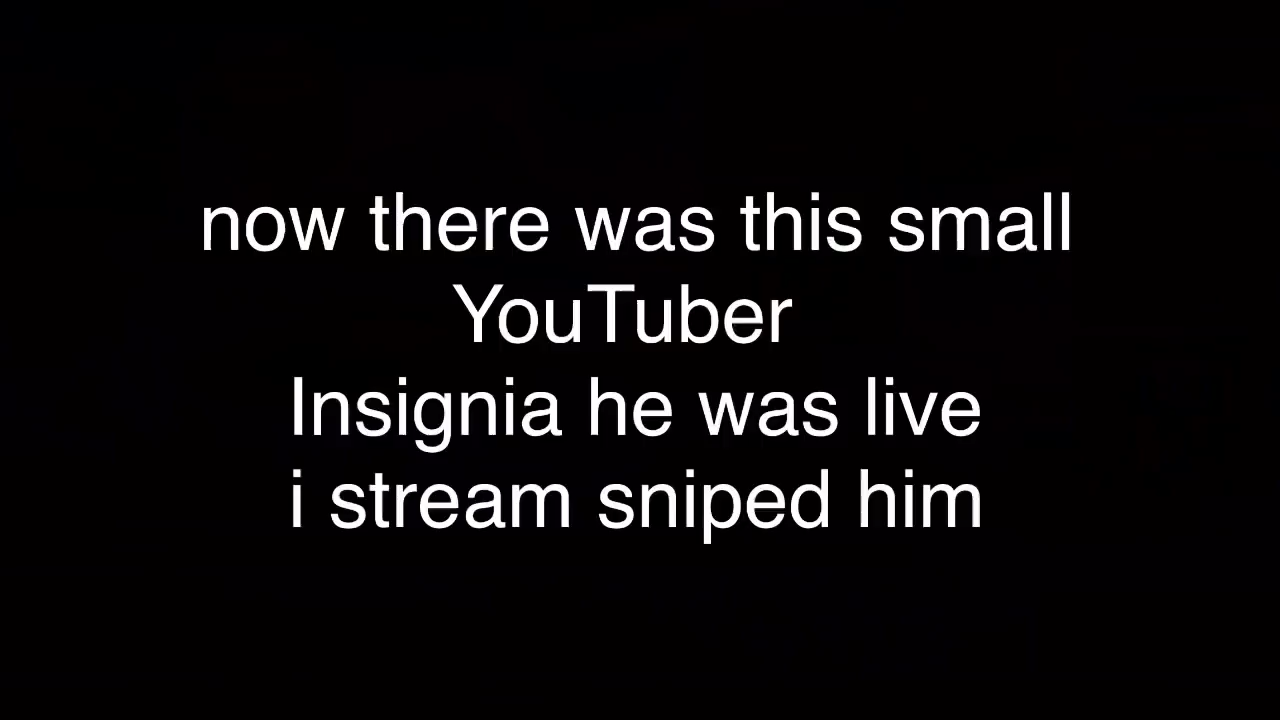 now there was this small
YouTuber
Insignia he was live
i stream sniped him